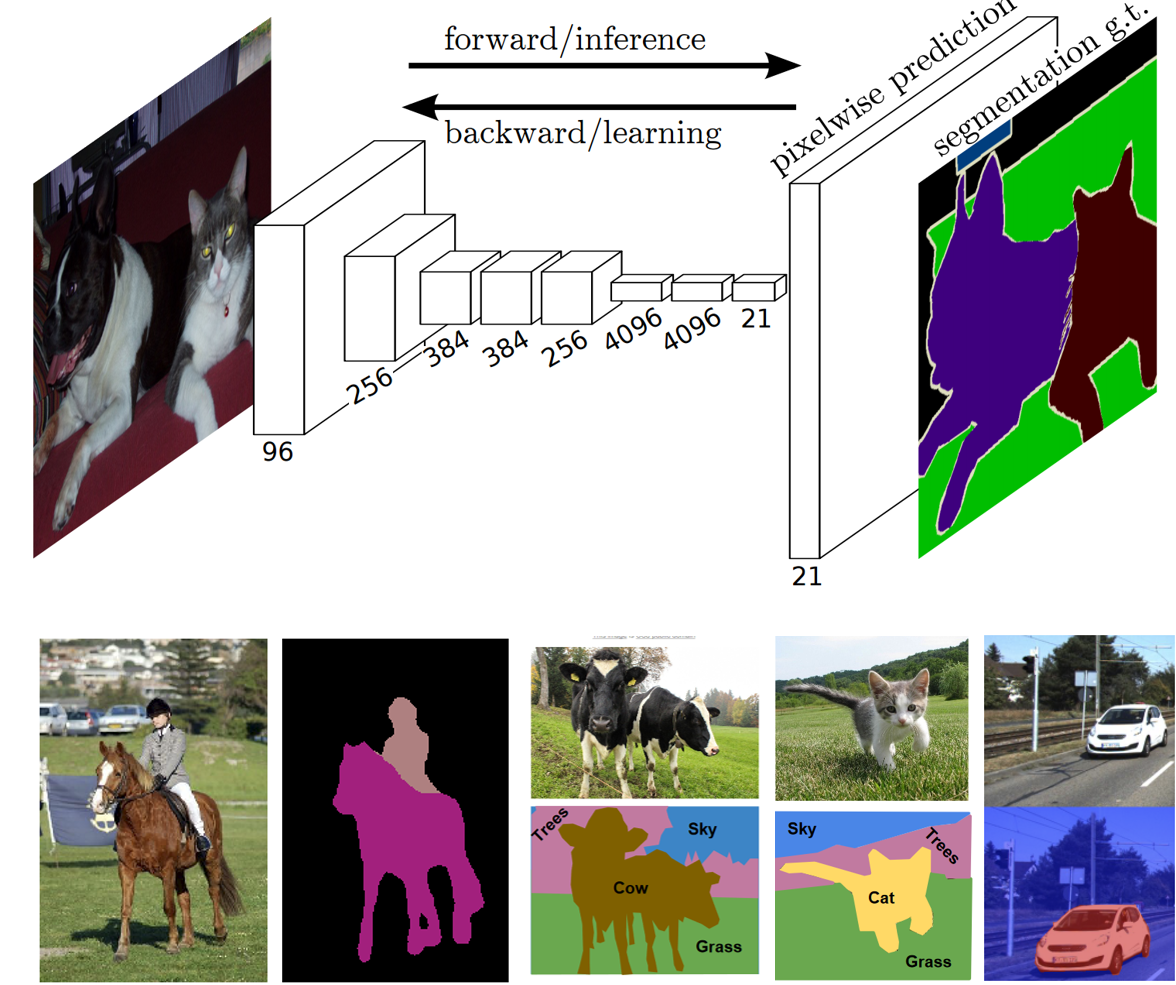 forward/inference
backward/learning
pixelwise prediction
segmentation g.t.
96
256
384
384
256
4096
4096
21
21
Trees
Sky
Cow
Grass
Sky
Trees
Cat
Grass